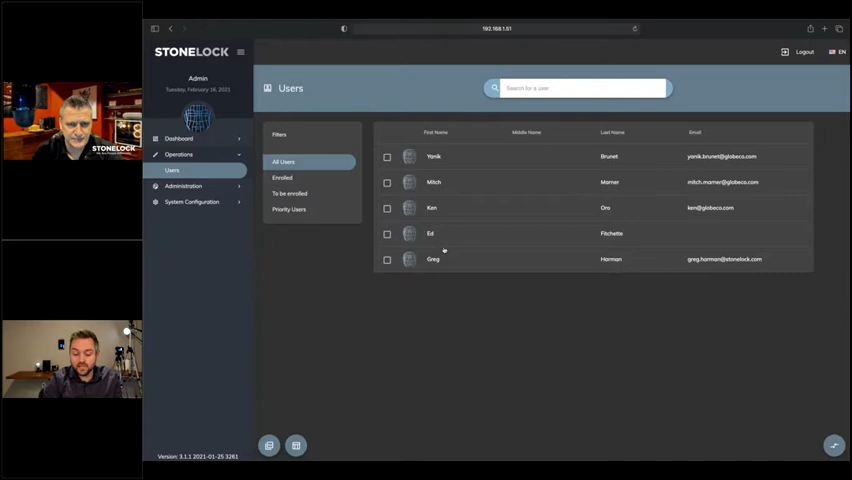 192.168.1.51
STONELOCK
Logout
EN
Admin
Tuesday, February 16, 2021
Users
Search for a user
Dashboard
Operations
Users
Administration
System Configuration
Filters
All Users
Enrolled
To be enrolled
Priority Users
First Name Middle Name Last Name Email
Yanik Brunet yanik.brunet@globeco.com
Mitch Marner mitch.marner@globeco.com
Ken Oro ken@globeco.com
Ed Fitchette
Greg Harman greg.harman@stonelock.com
Version: 3.1.1 2021-01-25 3261
STONELOCK